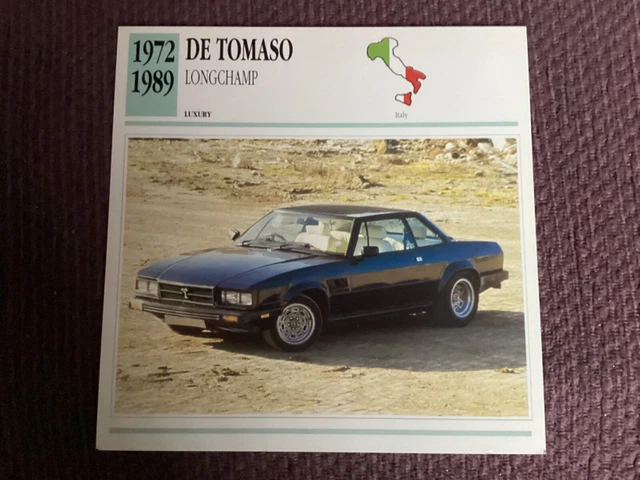 1972
1989
DE TOMASO
LONGCHAMP
LUXURY
Italy